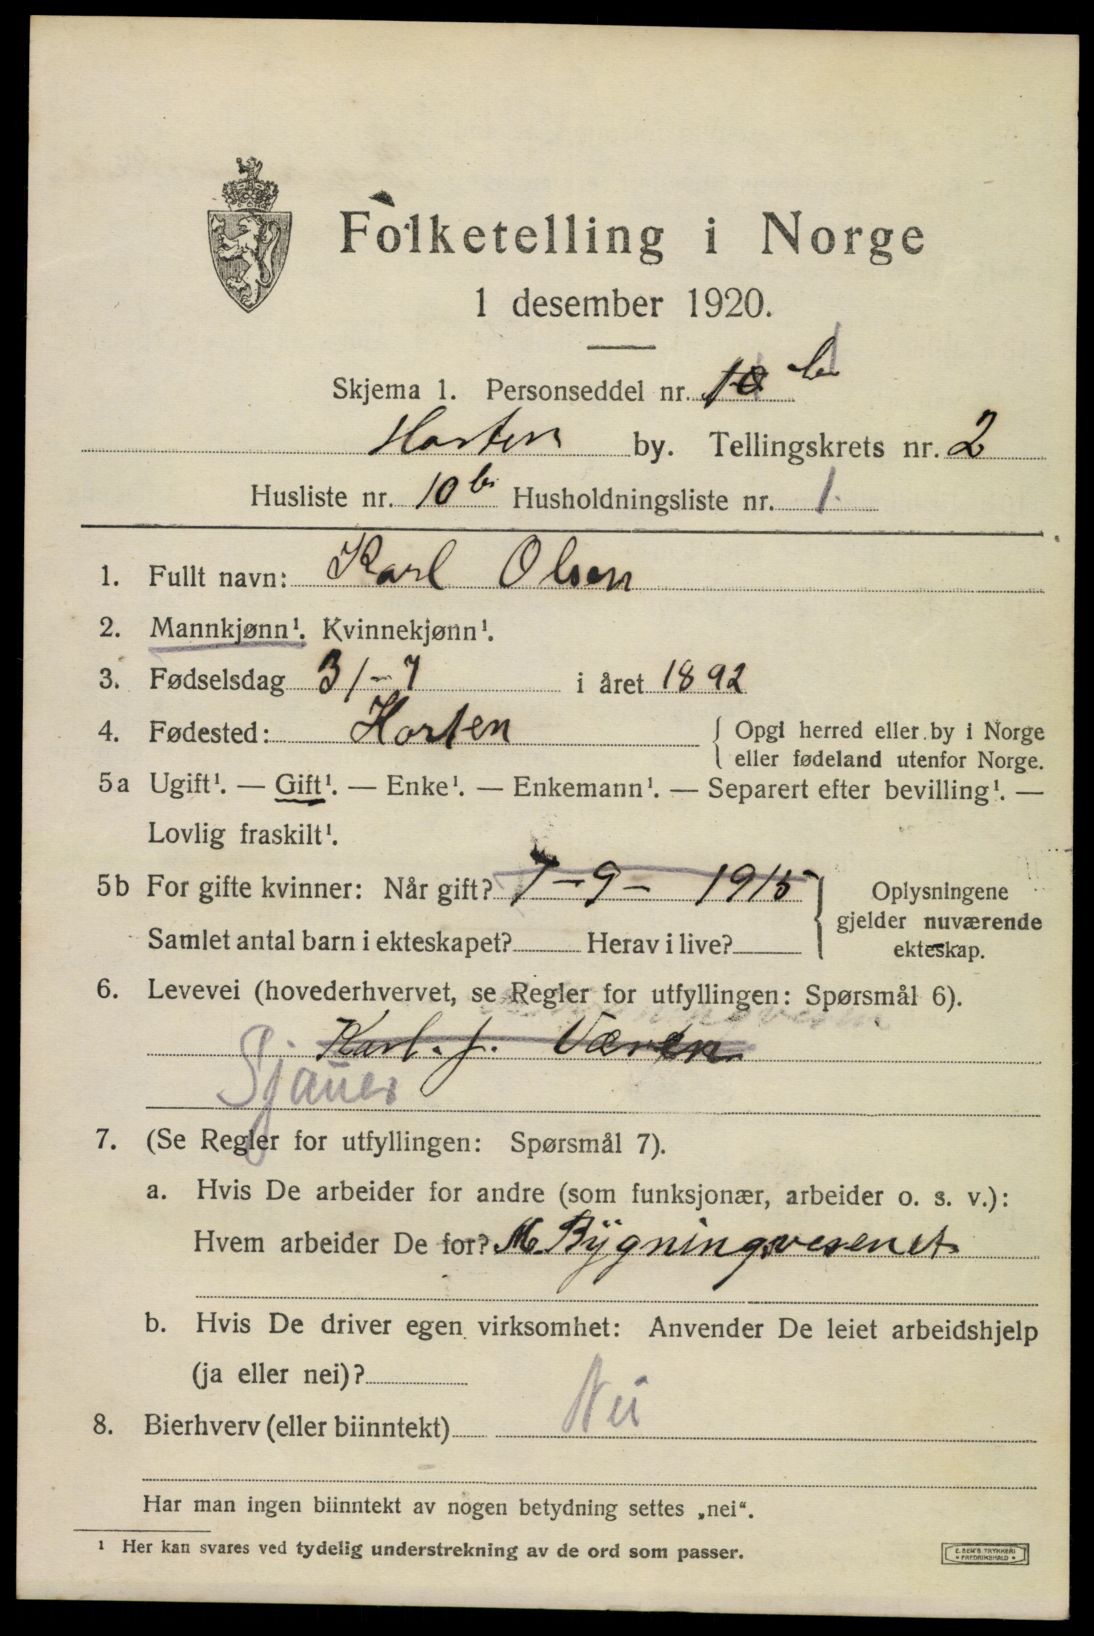 Folketelling i Norge
1 desember 1920.
Skjema 1. Personseddel nr.
Horten by. Tellingskrets nr. 2
Husliste nr. 10 b. Husholdningsliste nr. 1
1. Fullt navn: Karl Olsen
2. Mannkjønn¹. Kvinnekjønn¹.
3. Fødselsdag 31-7 i året 1892
4. Fødested: Horten { Opgi herred eller by i Norge
eller fødeland utenfor Norge.
5a Ugift¹. — Gift¹. — Enke¹. — Enkemann¹. — Separert efter bevilling¹. —
Lovlig fraskilt¹.
5b For gifte kvinner: Når gift? 7-9- 1915 } Oplysningene
gjelder nuværende
Samlet antal barn i ekteskapet? Herav i live?
ekteskap.
6. Levevei (hovederhvervet, se Regler for utfyllingen: Spørsmål 6).
Karl. J.
Sjauer
7. (Se Regler for utfyllingen: Spørsmål 7).
a. Hvis De arbeider for andre (som funksjonær, arbeider o. s. v.):
Hvem arbeider De for? M Bygningsvesenet
b. Hvis De driver egen virksomhet: Anvender De leiet arbeidshjelp
(ja eller nei)?
8. Bierhverv (eller biinntekt) Nei
Har man ingen biinntekt av nogen betydning settes „nei“.
¹ Her kan svares ved tydelig understrekning av de ord som passer.